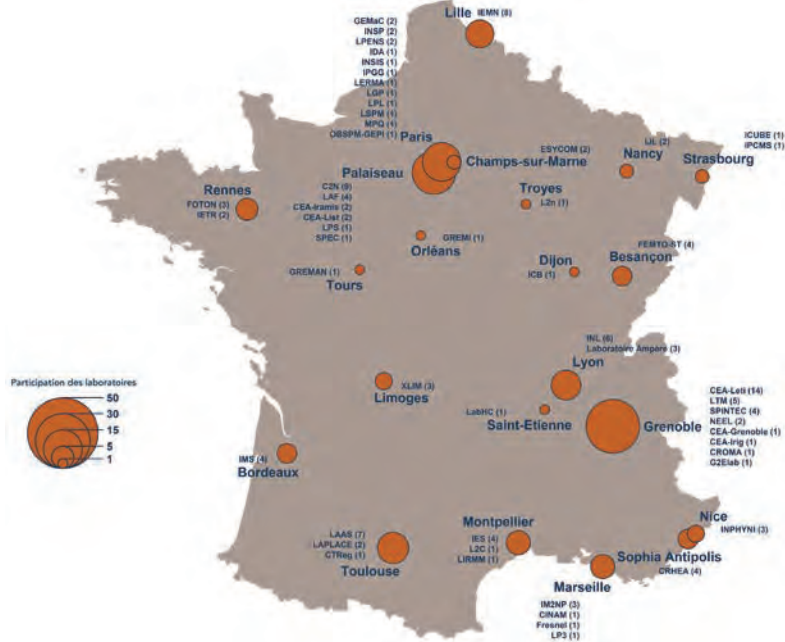 GEMaC (2)
INSP (2)
LPENS (2)
IDA (1)
INSIS (1)
IPGG (1)
LERMA (1)
LGP (1)
LPL (1)
LSPM (1)
MPQ (1)
OBSPM-GEPI (1)
Paris
Lille IEMN (8)
ESYCOM (2)
Champs-sur-Marne
Palaiseau
C2N (9)
LAF (4)
CEA-Iramis (2)
CEA-List (2)
LPS (1)
SPEC (1)
IJL (2)
Nancy
ICUBE (1)
IPCMS (1)
Strasbourg
Rennes
FOTON (3)
IETR (2)
Troyes
L2n (1)
GREMI (1)
Orléans
GREMAN (1)
Tours
Dijon
ICB (1)
FEMTO-ST (4)
Besançon
INL (6)
Laboratoire Ampère (3)
Lyon
XLIM (3)
Limoges
LabHC (1)
Saint-Etienne
Grenoble
CEA-Leti (14)
LTM (5)
SPINTEC (4)
NEEL (2)
CEA-Grenoble (1)
CEA-Irig (1)
CROMA (1)
G2Elab (1)
Participation des laboratoires
50
30
15
5
1
IMS (4)
Bordeaux
LAAS (7)
LAPLACE (2)
CTReg (1)
Toulouse
Montpellier
IES (4)
L2C (1)
LIRMM (1)
Nice
INPHYNI (3)
Sophia Antipolis
CRHEA (4)
Marseille
IM2NP (3)
CINAM (1)
Fresnel (1)
LP3 (1)